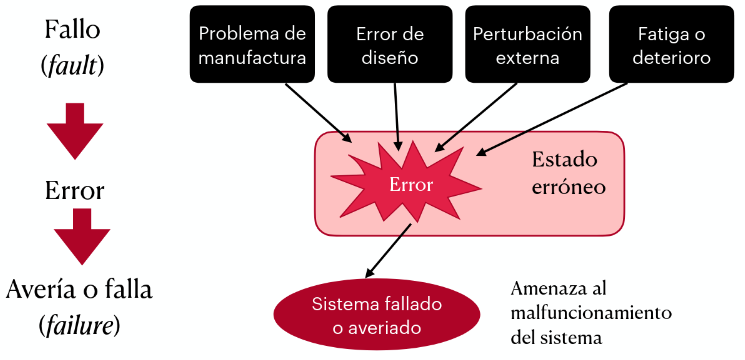 Fallo
(fault)
Problema de
manufactura
Error de
diseño
Perturbación
externa
Fatiga o
deterioro
Error
Error
Estado
erróneo
Avería o falla
(failure)
Sistema fallado
o averiado
Amenaza al
malfuncionamiento
del sistema